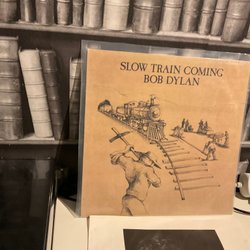 SLOW TRAIN COMING
BOB DYLAN